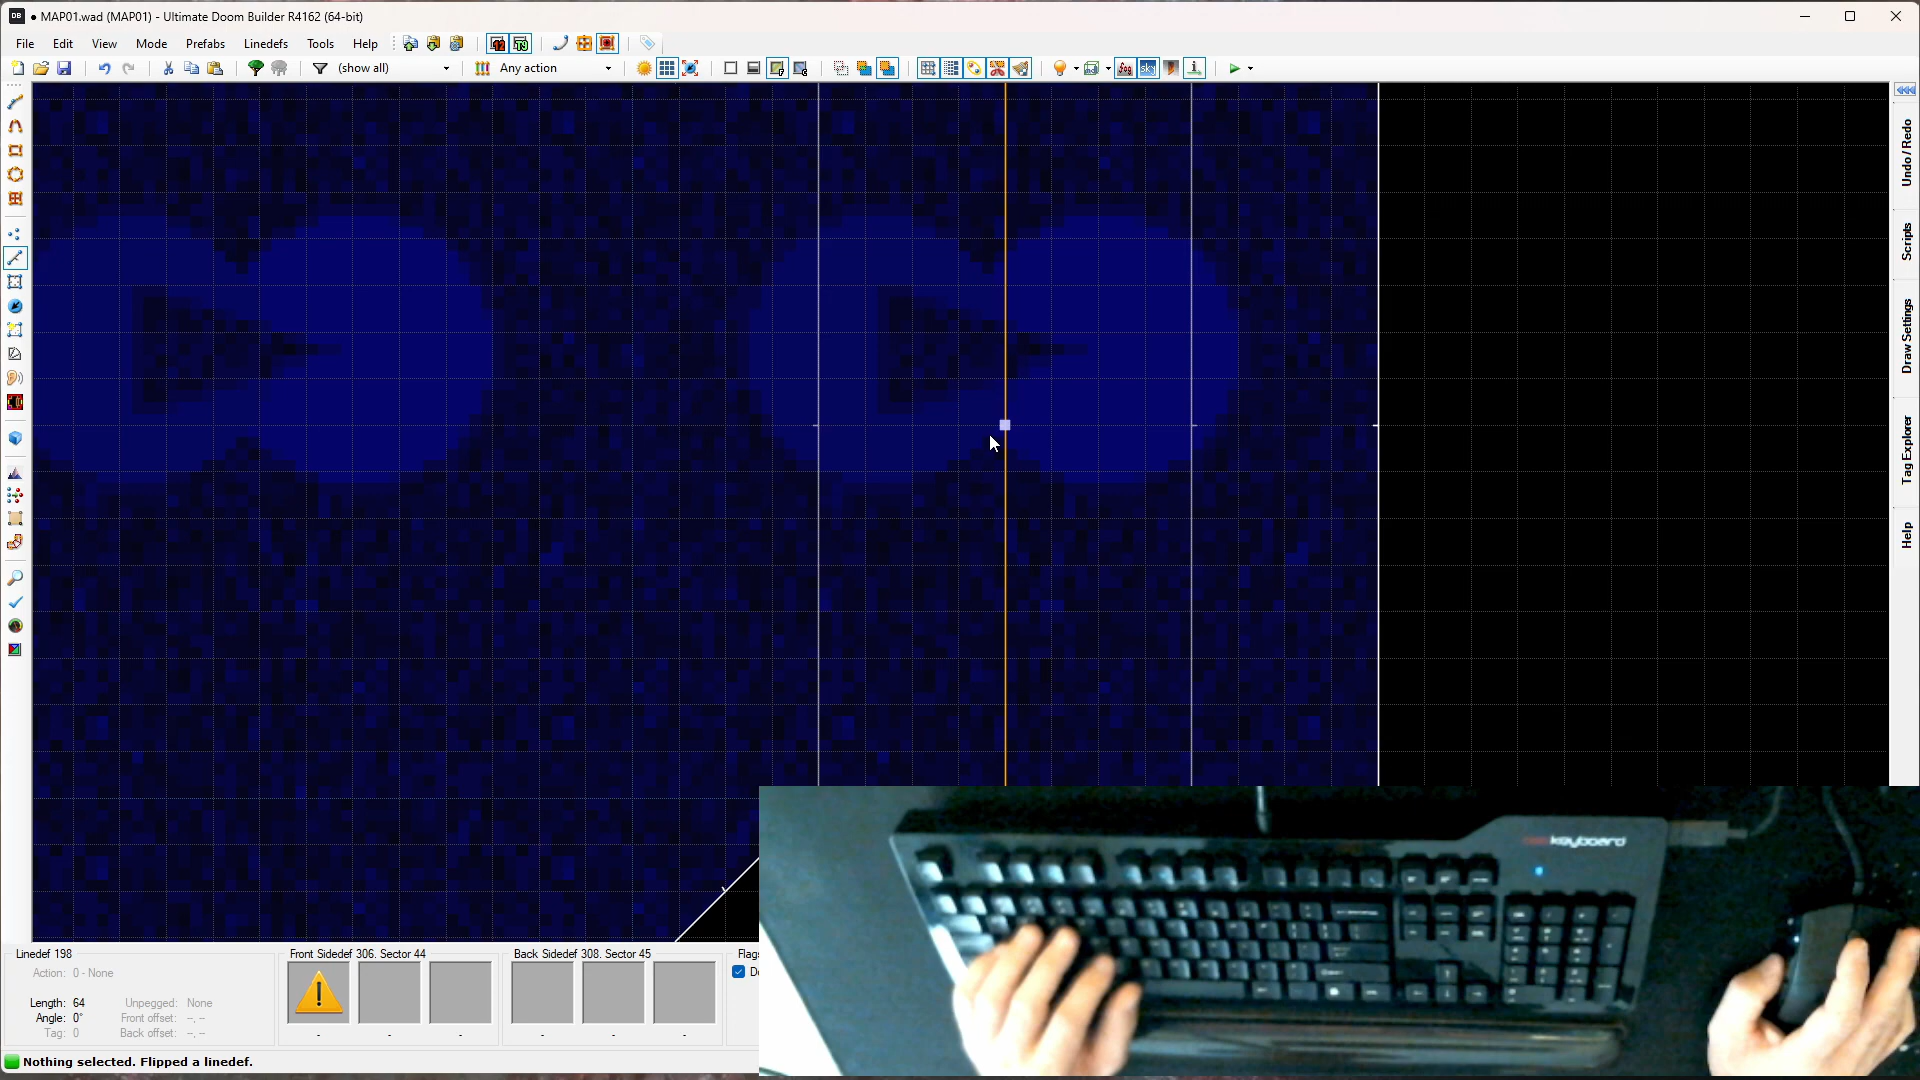 MAP01.wad (MAP01) - Ultimate Doom Builder R4162 (64-bit)
File Edit View Mode Prefabs Linedefs Tools Help
(show all) Any action
Undo / Redo
Scripts
Draw Settings
Tag Explorer
Help
Linedef 198
Action: 0 - None
Length: 64 Unpegged: None
Angle: 0° Front offset: --, --
Tag: 0 Back offset: --, --
Front Sidedef 306. Sector 44
- - -
Back Sidedef 308. Sector 45
- - -
Flags
Nothing selected. Flipped a linedef.
keyboard